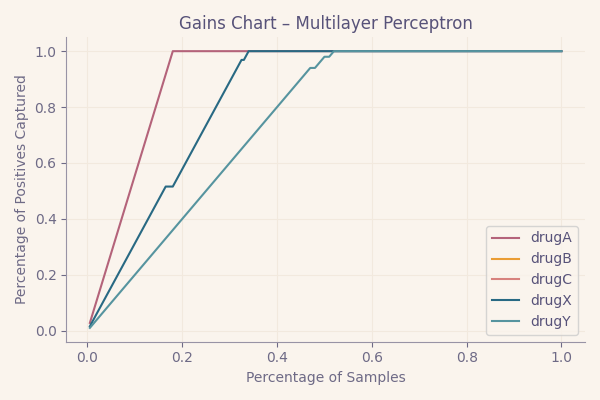 Gains Chart – Multilayer Perceptron
Percentage of Positives Captured
1.0
0.8
0.6
0.4
0.2
0.0
0.0 0.2 0.4 0.6 0.8 1.0
Percentage of Samples
drugA
drugB
drugC
drugX
drugY